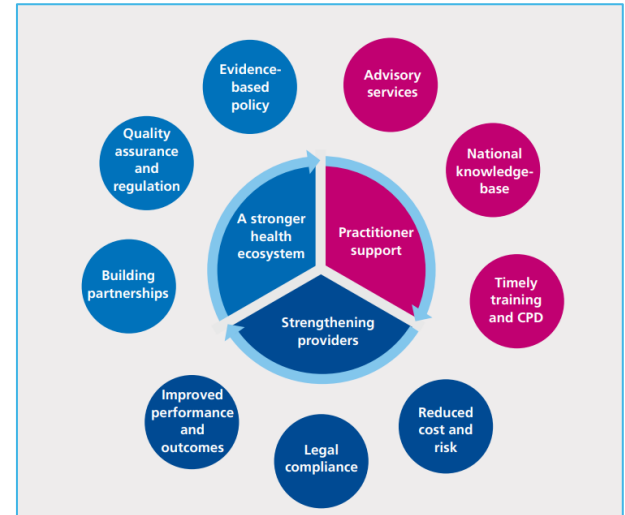 Evidence-
based
policy
Advisory
services
Quality
assurance
and
regulation
National
knowledge-
base
A stronger
health
ecosystem
Practitioner
support
Building
partnerships
Timely
training
and CPD
Strengthening
providers
Improved
performance
and
outcomes
Legal
compliance
Reduced
cost and
risk